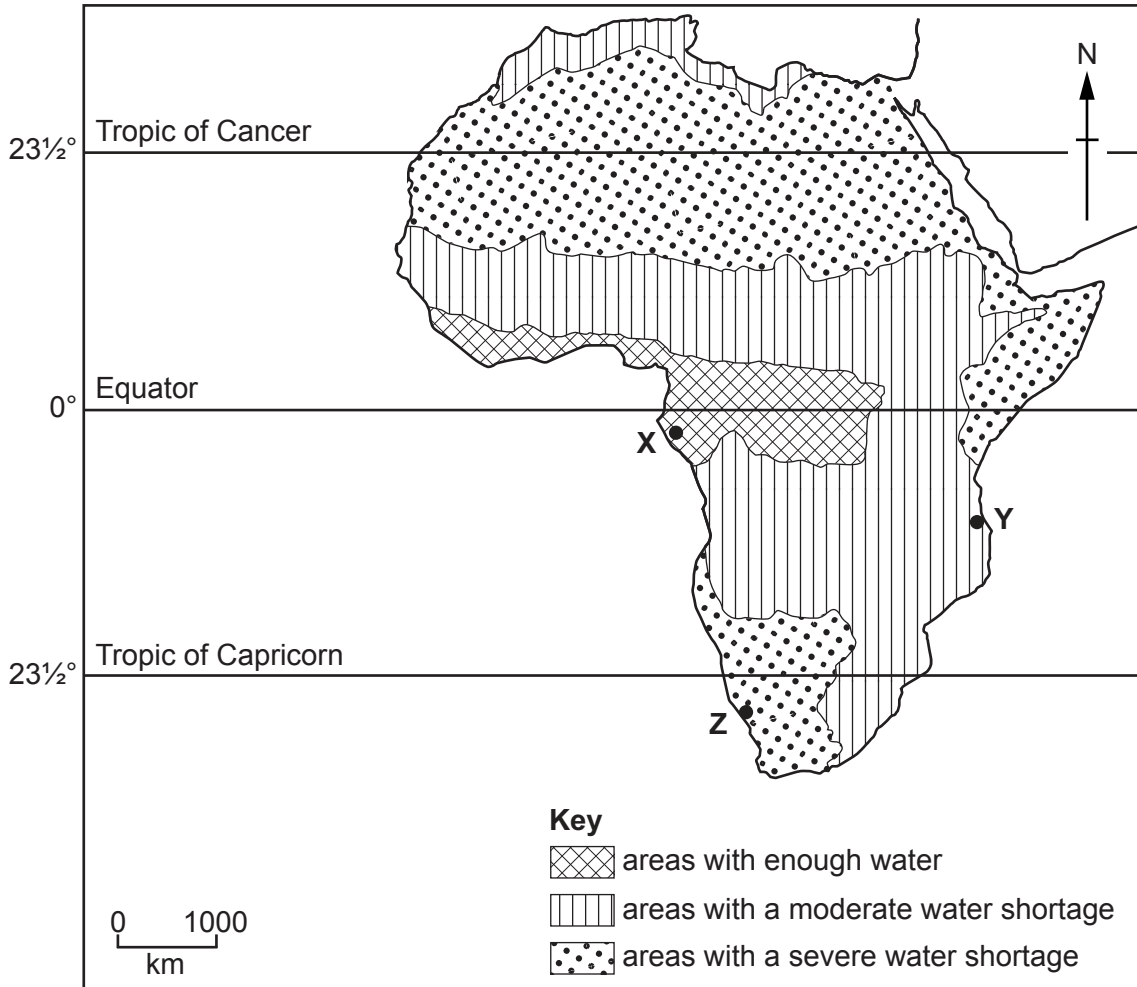 N
Tropic of Cancer
23½°
Equator
0°
X
Y
Tropic of Capricorn
23½°
Z
Key
areas with enough water
areas with a moderate water shortage
areas with a severe water shortage
0 1000
km